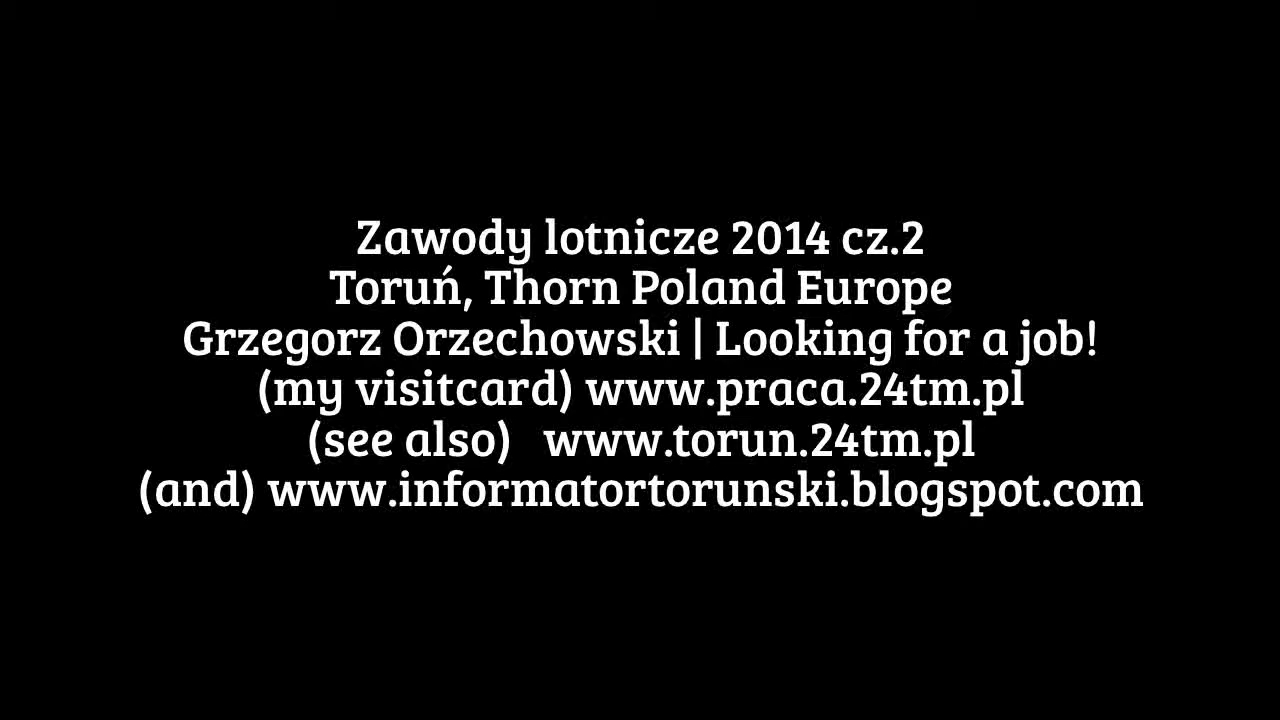 Zawody lotnicze 2014 cz.2
Toruń, Thorn Poland Europe
Grzegorz Orzechowski | Looking for a job!
(my visitcard) www.praca.24tm.pl
(see also) www.torun.24tm.pl
(and) www.informatortorunski.blogspot.com